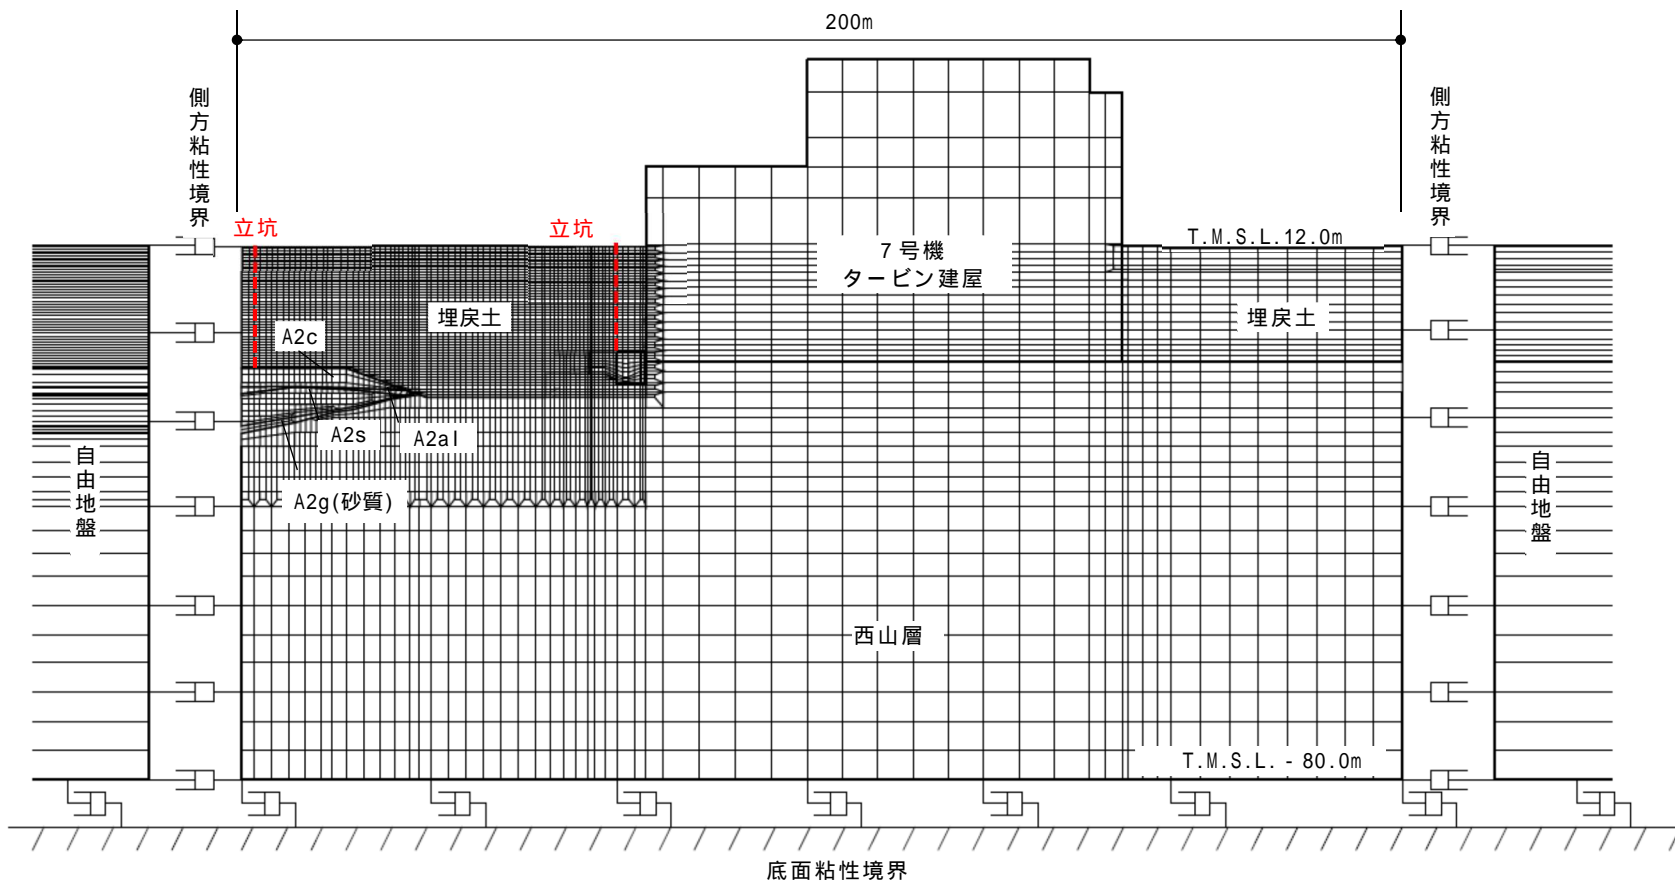 200m
側方粘性境界
側方粘性境界
立坑
立坑
T.M.S.L.12.0m
7号機
タービン建屋
埋戻土
埋戻土
A2c
A2s
A2al
A2g(砂質)
自由地盤
自由地盤
西山層
T.M.S.L. - 80.0m
底面粘性境界